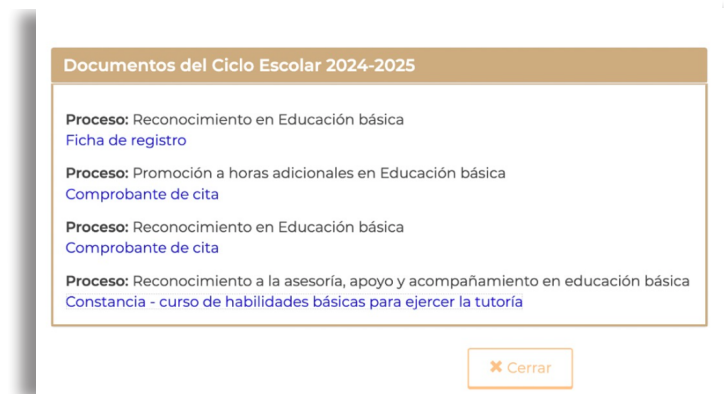 Documentos del Ciclo Escolar 2024-2025
Proceso: Reconocimiento en Educación básica
Ficha de registro
Proceso: Promoción a horas adicionales en Educación básica
Comprobante de cita
Proceso: Reconocimiento en Educación básica
Comprobante de cita
Proceso: Reconocimiento a la asesoría, apoyo y acompañamiento en educación básica
Constancia - curso de habilidades básicas para ejercer la tutoría
✖ Cerrar